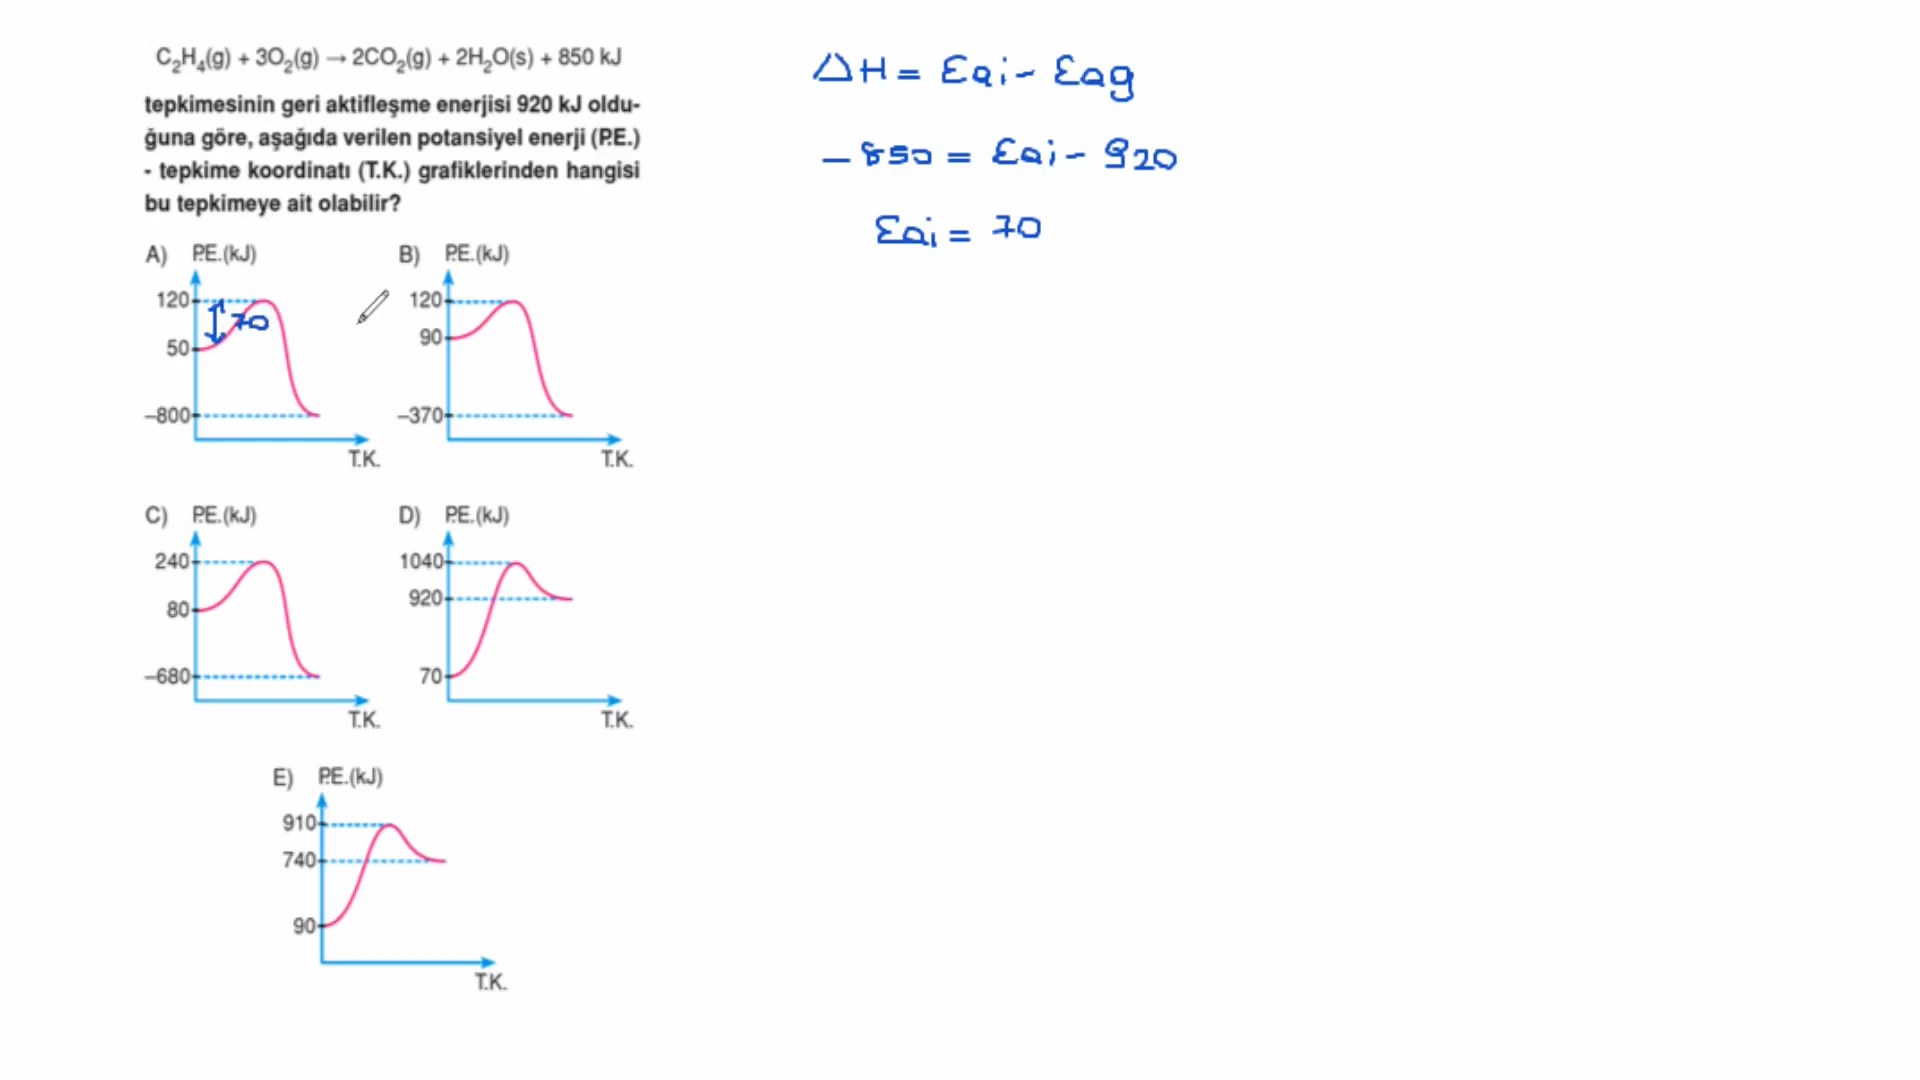 C₂H₄(g) + 3O₂(g) → 2CO₂(g) + 2H₂O(s) + 850 kJ
tepkimesinin geri aktifleşme enerjisi 920 kJ oldu-
ğuna göre, aşağıda verilen potansiyel enerji (P.E.)
- tepkime koordinatı (T.K.) grafiklerinden hangisi
bu tepkimeye ait olabilir?
A) P.E.(kJ)
120
70
50
–800
T.K.
B) P.E.(kJ)
120
90
–370
T.K.
C) P.E.(kJ)
240
80
–680
T.K.
D) P.E.(kJ)
1040
920
70
T.K.
E) P.E.(kJ)
910
740
90
T.K.
ΔH = Eai - Eag
- 850 = Eai - 920
Eai = 70